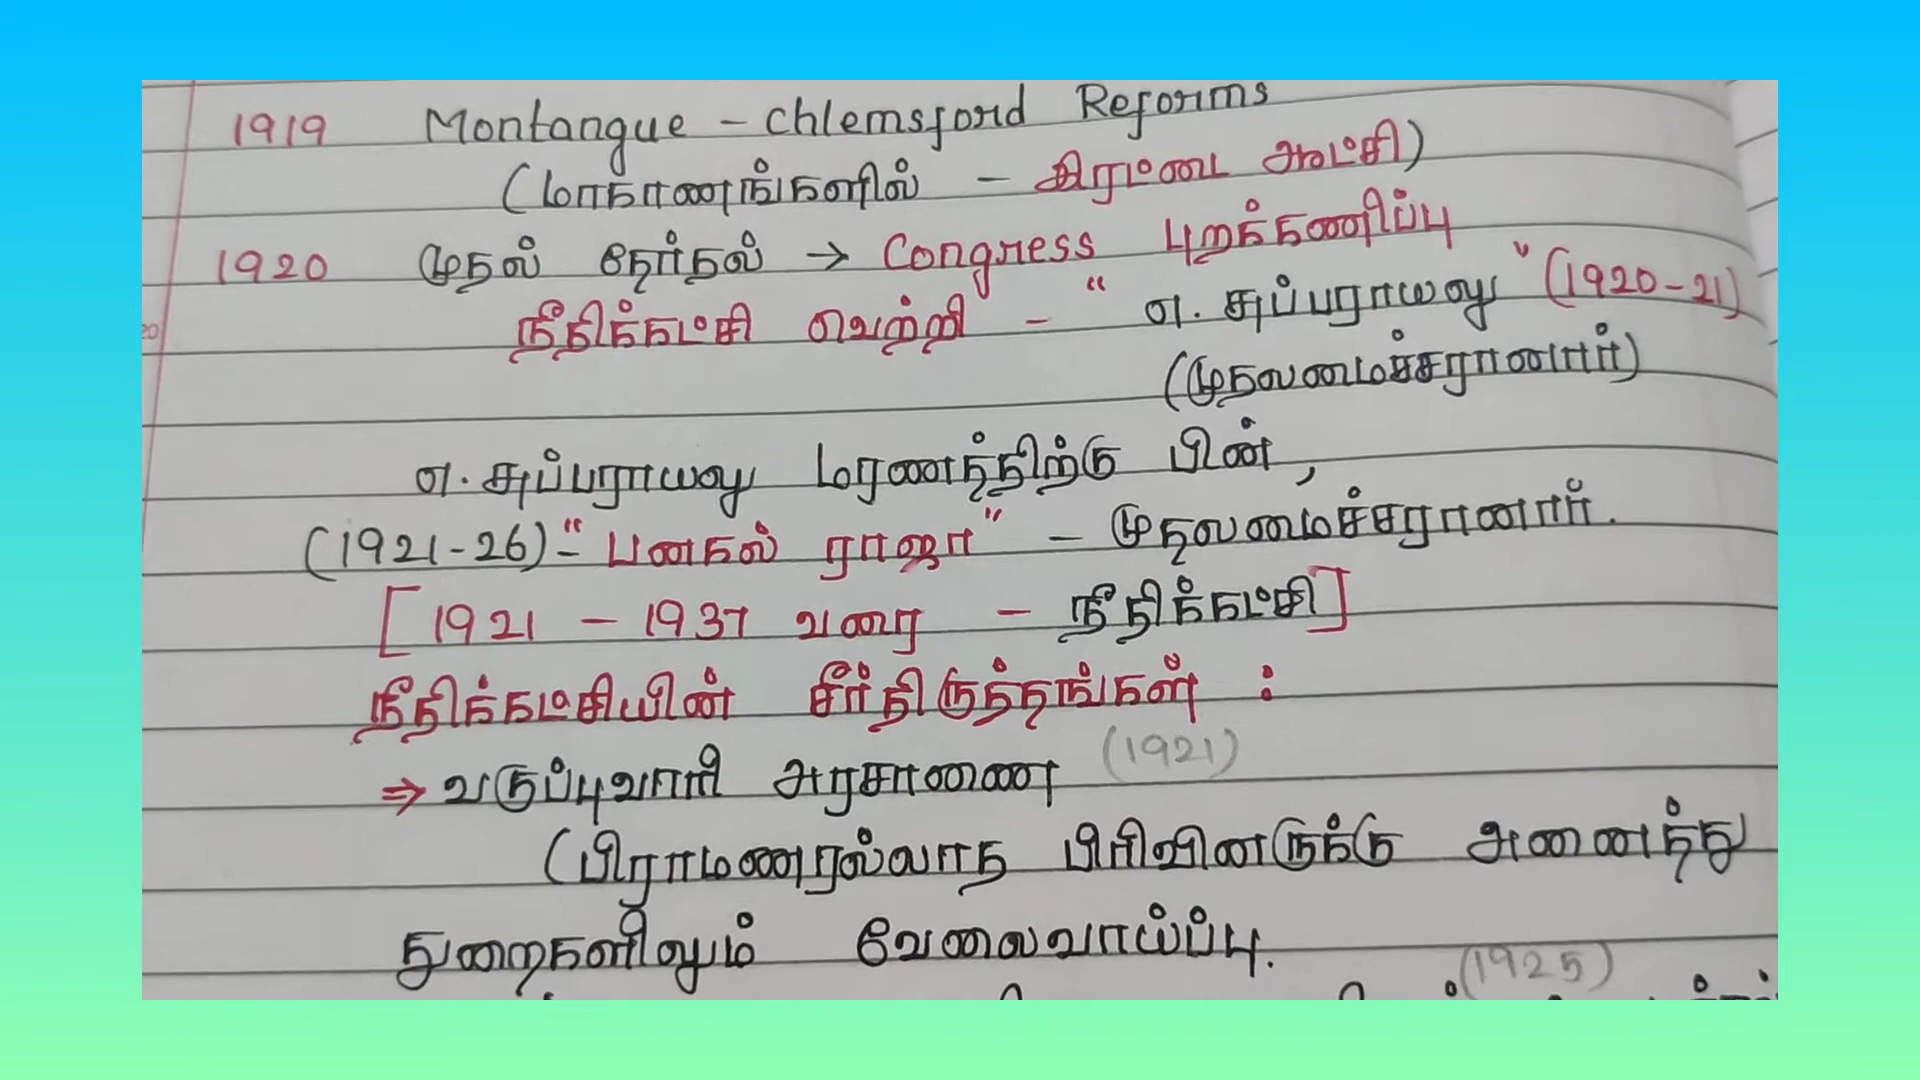 1919 Montangue - Chlemsford Reforms
(மாகாணங்களில் - இரட்டை ஆட்சி)
1920 முதல் தேர்தல் → Congress புறக்கணிப்பு
நீதிக்கட்சி வெற்றி - " எ. சுப்பராயலு " (1920-21)
(முதலமைச்சரானார்)
எ. சுப்பராயலு மரணத்திற்கு பின்,
(1921-26) - "பனகல் ராஜா" - முதலமைச்சரானார்.
[1921 - 1937 வரை - நீதிக்கட்சி]
நீதிக்கட்சியின் சீர்திருத்தங்கள் :
⇒ வகுப்புவாரி அரசாணை (1921)
(பிராமணரல்லாத பிரிவினருக்கு அனைத்து
துறைகளிலும் வேலைவாய்ப்பு.
(1925)